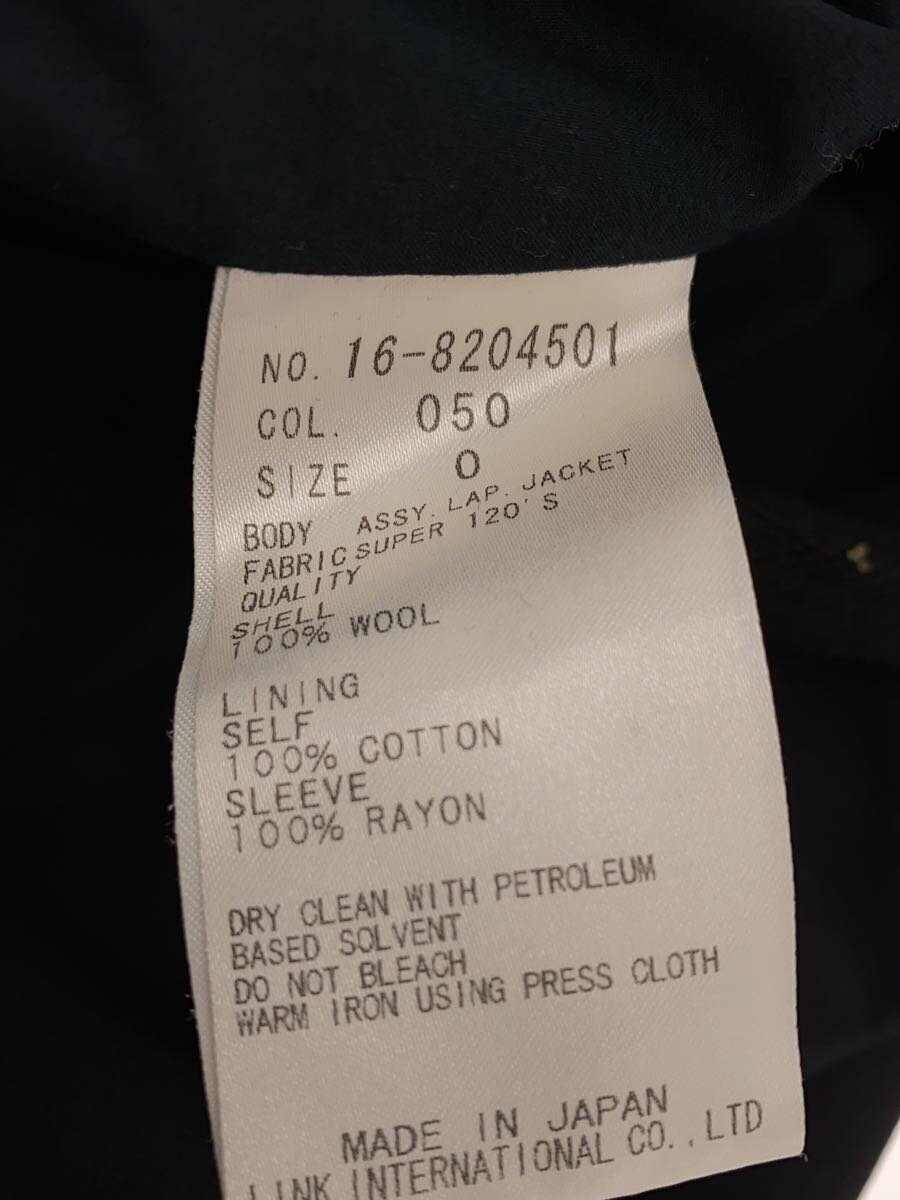 NO. 16-8204501
COL. 050
SIZE 0
BODY ASSY. LAP. JACKET
FABRIC SUPER 120'S
QUALITY
SHELL
100% WOOL
LINING
SELF
100% COTTON
SLEEVE
100% RAYON
DRY CLEAN WITH PETROLEUM
BASED SOLVENT
DO NOT BLEACH
WARM IRON USING PRESS CLOTH
MADE IN JAPAN
LINK INTERNATIONAL CO., LTD